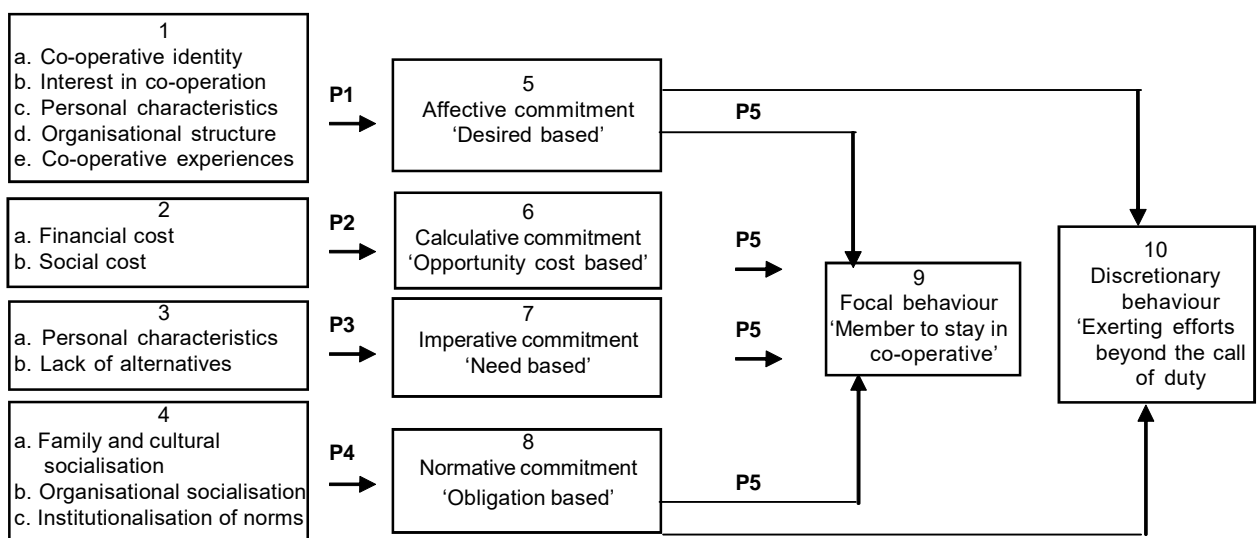 1
a. Co-operative identity
b. Interest in co-operation
c. Personal characteristics
d. Organisational structure
e. Co-operative experiences
P1
5
Affective commitment
‘Desired based’
P5
2
a. Financial cost
b. Social cost
P2
6
Calculative commitment
‘Opportunity cost based’
P5
3
a. Personal characteristics
b. Lack of alternatives
P3
7
Imperative commitment
‘Need based’
P5
4
a. Family and cultural
socialisation
b. Organisational socialisation
c. Institutionalisation of norms
P4
8
Normative commitment
‘Obligation based’
P5
9
Focal behaviour
‘Member to stay in
co-operative’
10
Discretionary
behaviour
‘Exerting efforts
beyond the call
of duty